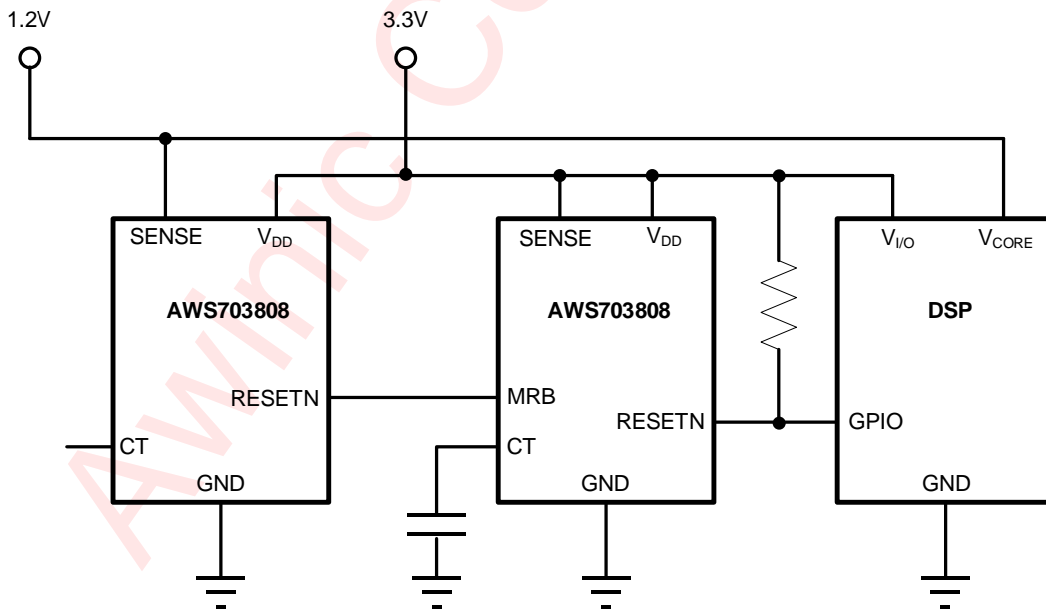 1.2V 3.3V
SENSE VDD SENSE VDD VI/O VCORE
AWS703808 AWS703808 DSP
RESETN MRB
RESETN GPIO
CT CT
GND GND GND
Awinic Co